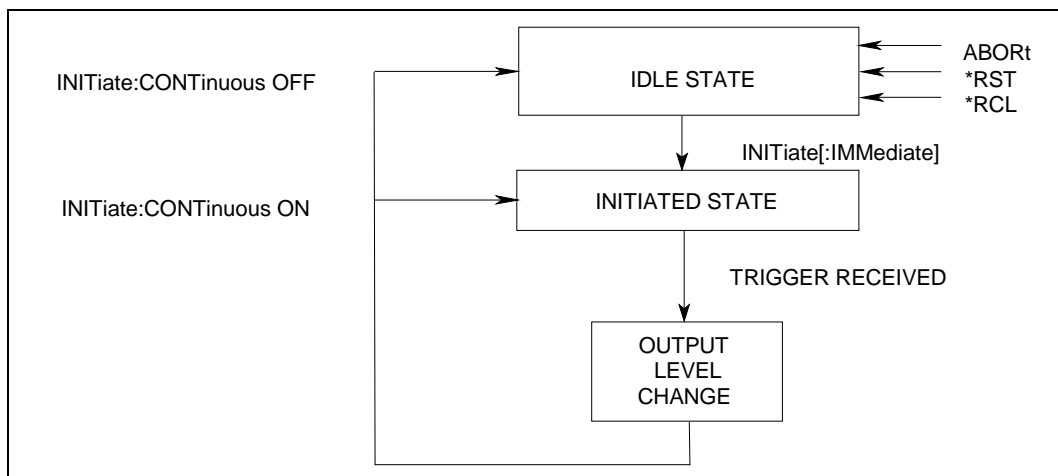 ABORt
INITiate:CONTinuous OFF
IDLE STATE
*RST
*RCL
INITiate[:IMMediate]
INITiate:CONTinuous ON
INITIATED STATE
TRIGGER RECEIVED
OUTPUT
LEVEL
CHANGE